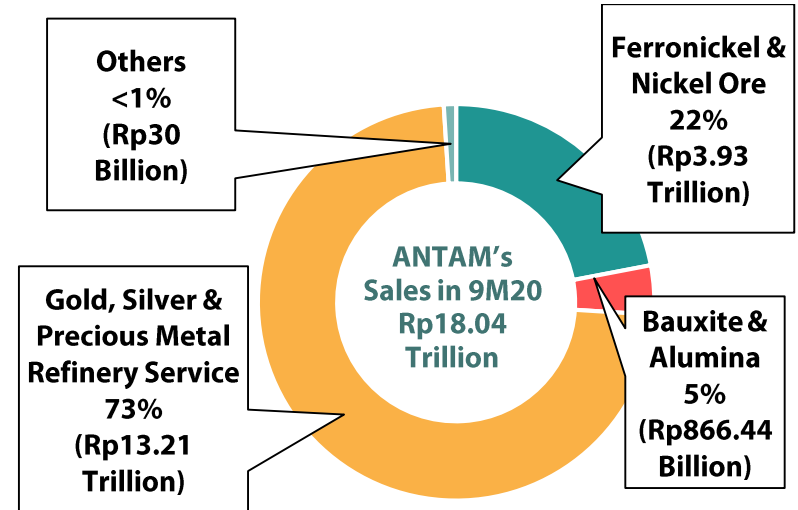 Others
<1%
(Rp30
Billion)
Ferronickel &
Nickel Ore
22%
(Rp3.93
Trillion)
ANTAM's
Sales in 9M20
Rp18.04
Trillion
Gold, Silver &
Precious Metal
Refinery Service
73%
(Rp13.21
Trillion)
Bauxite &
Alumina
5%
(Rp866.44
Billion)